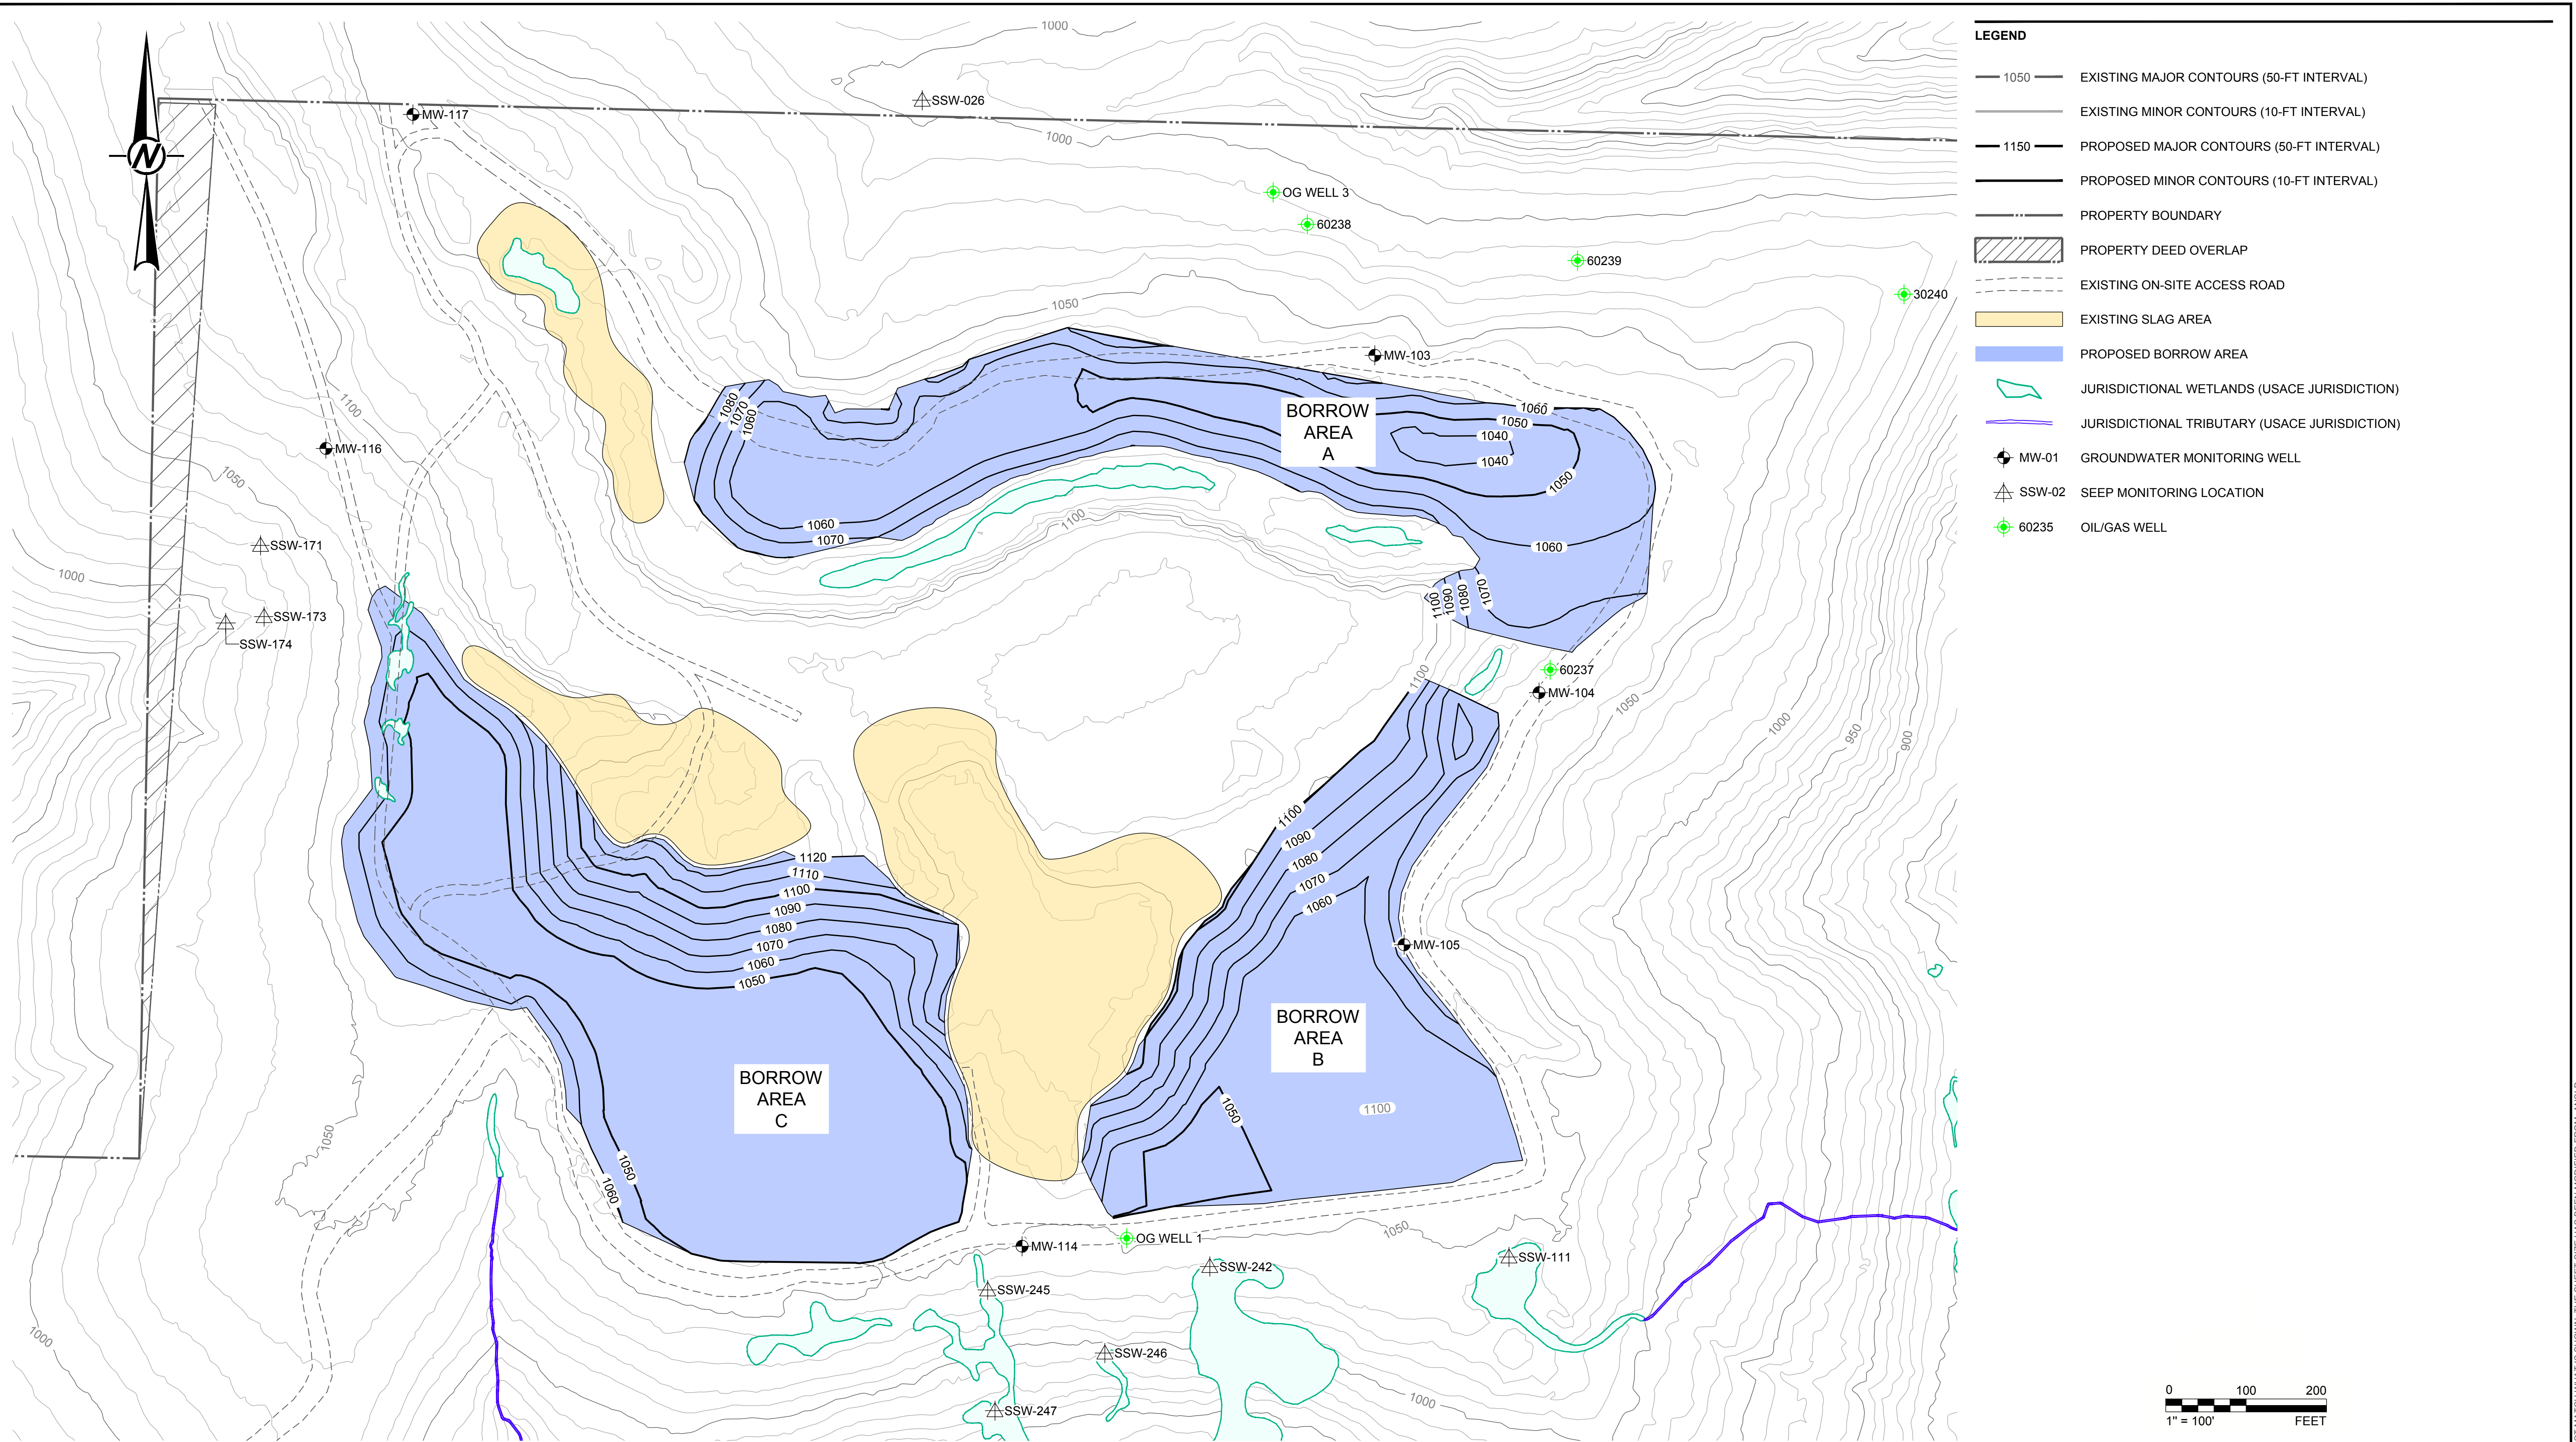 LEGEND
1050 EXISTING MAJOR CONTOURS (50-FT INTERVAL)
EXISTING MINOR CONTOURS (10-FT INTERVAL)
1150 PROPOSED MAJOR CONTOURS (50-FT INTERVAL)
PROPOSED MINOR CONTOURS (10-FT INTERVAL)
PROPERTY BOUNDARY
PROPERTY DEED OVERLAP
EXISTING ON-SITE ACCESS ROAD
EXISTING SLAG AREA
PROPOSED BORROW AREA
JURISDICTIONAL WETLANDS (USACE JURISDICTION)
JURISDICTIONAL TRIBUTARY (USACE JURISDICTION)
MW-01 GROUNDWATER MONITORING WELL
SSW-02 SEEP MONITORING LOCATION
60235 OIL/GAS WELL
N
1000
SSW-026
MW-117
1000
OG WELL 3
60238
60239
30240
1050
MW-103
1080
1070
1060
BORROW
AREA
A
1060
1050
1040
1040
1050
1100
MW-116
1050
1060
1070
1100
1060
SSW-171
1000
SSW-173
SSW-174
1100
1090
1080
1070
1100
60237
MW-104
1050
1000
950
900
1100
1090
1080
1070
1060
1120
1110
1100
1090
1080
1070
1060
1050
MW-105
BORROW
AREA
B
BORROW
AREA
C
1050
1100
1050
1050
1060
1050
MW-114
OG WELL 1
SSW-242
SSW-111
SSW-245
1000
SSW-246
1000
SSW-247
0 100 200
1" = 100' FEET